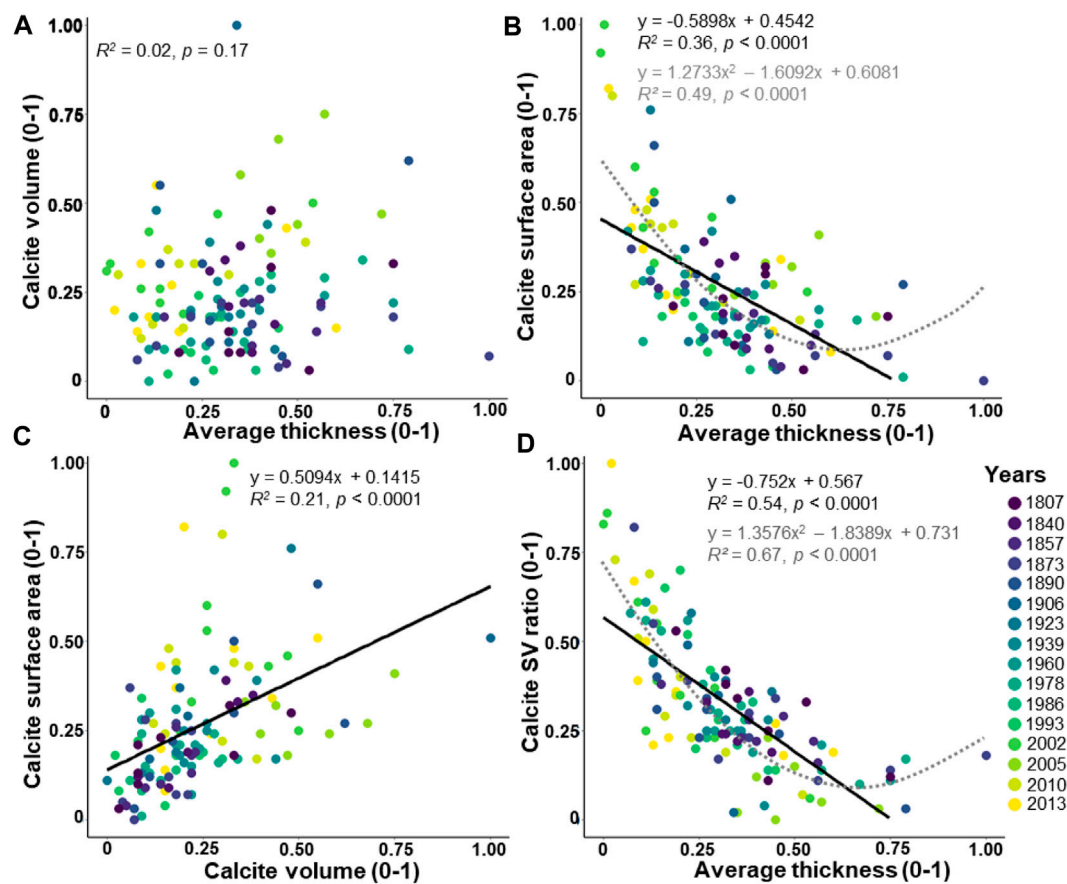 A
R² = 0.02, p = 0.17
Calcite volume (0-1)
1.00
0.75
0.50
0.25
0
0
0.25
0.50
0.75
1.00
Average thickness (0-1)
B
y = -0.5898x + 0.4542
R² = 0.36, p < 0.0001
y = 1.2733x² − 1.6092x + 0.6081
R² = 0.49, p < 0.0001
Calcite surface area (0-1)
1.00
0.75
0.50
0.25
0
0
0.25
0.50
0.75
1.00
Average thickness (0-1)
C
y = 0.5094x + 0.1415
R² = 0.21, p < 0.0001
Calcite surface area (0-1)
1.00
0.75
0.50
0.25
0
0
0.25
0.50
0.75
1.00
Calcite volume (0-1)
D
y = -0.752x + 0.567
R² = 0.54, p < 0.0001
y = 1.3576x² − 1.8389x + 0.731
R² = 0.67, p < 0.0001
Calcite SV ratio (0-1)
1.00
0.75
0.50
0.25
0
0
0.25
0.50
0.75
1.00
Average thickness (0-1)
Years
1807
1840
1857
1873
1890
1906
1923
1939
1960
1978
1986
1993
2002
2005
2010
2013